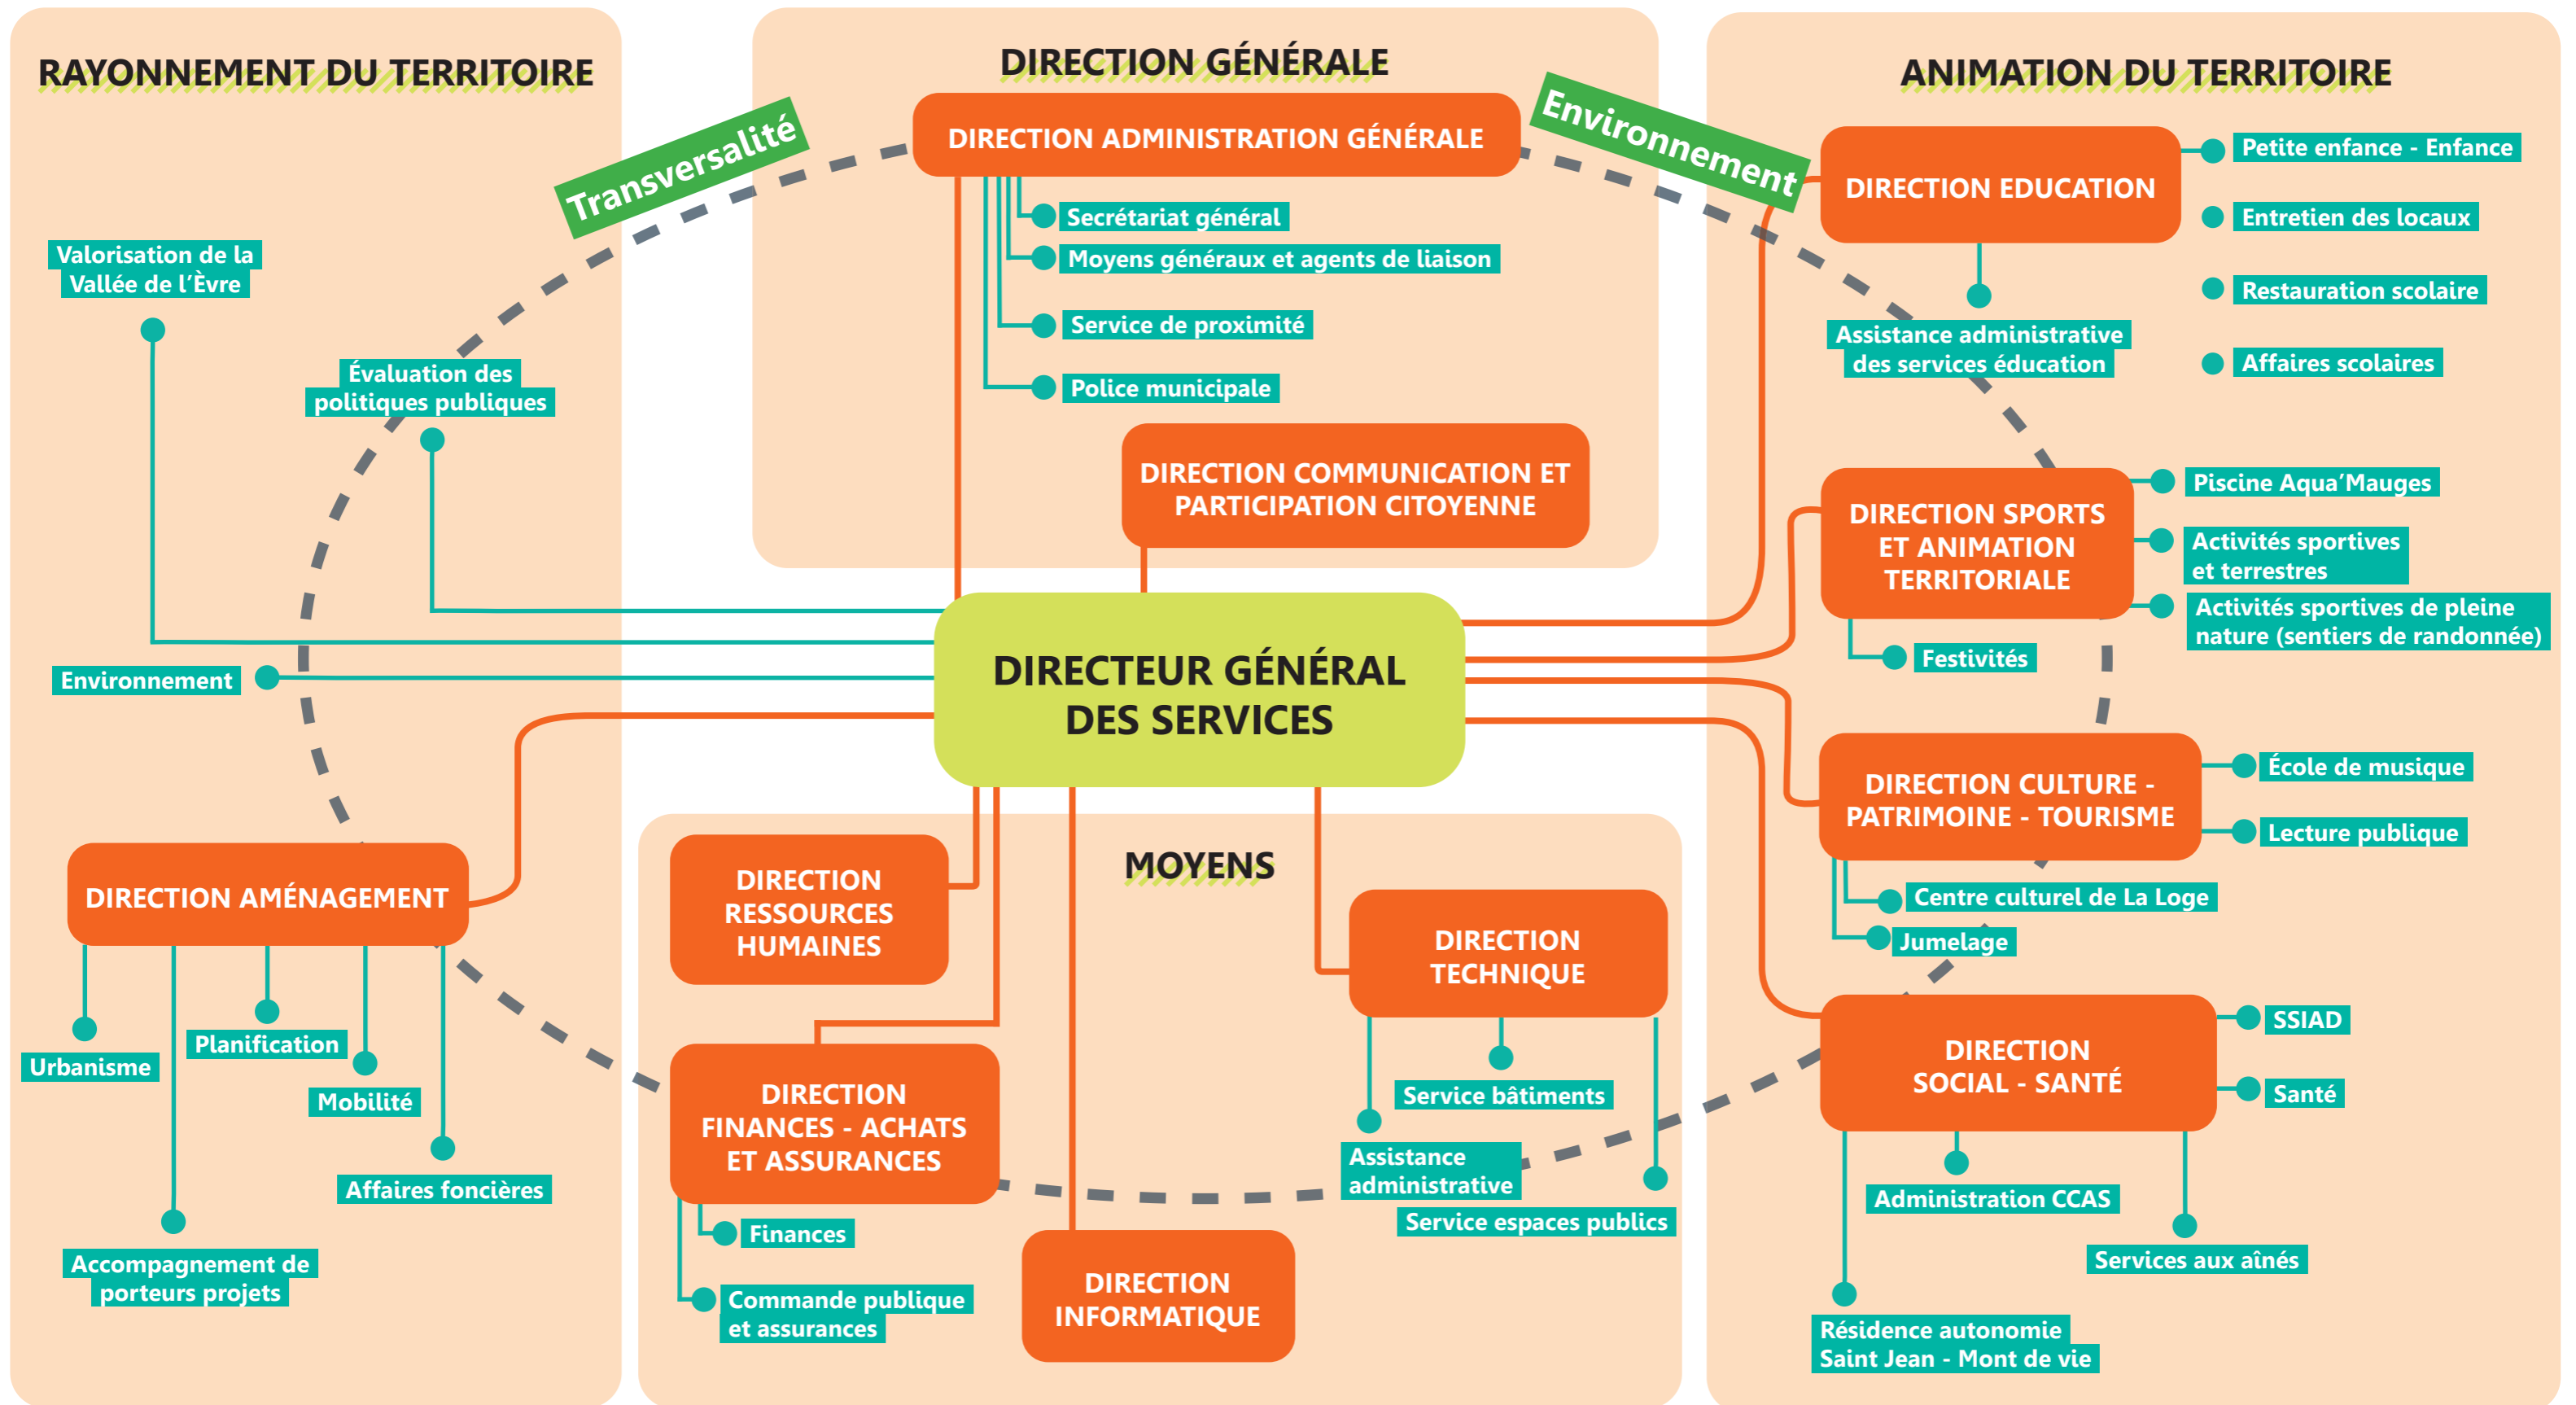 RAYONNEMENT DU TERRITOIRE
Transversalité
Valorisation de la
Vallée de l'Èvre
Évaluation des
politiques publiques
Environnement
DIRECTION AMÉNAGEMENT
Urbanisme
Planification
Mobilité
Affaires foncières
Accompagnement de
porteurs projets
DIRECTION GÉNÉRALE
DIRECTION ADMINISTRATION GÉNÉRALE
Secrétariat général
Moyens généraux et agents de liaison
Service de proximité
Police municipale
DIRECTION COMMUNICATION ET
PARTICIPATION CITOYENNE
DIRECTEUR GÉNÉRAL
DES SERVICES
MOYENS
DIRECTION
RESSOURCES
HUMAINES
DIRECTION
FINANCES - ACHATS
ET ASSURANCES
Finances
Commande publique
et assurances
DIRECTION
INFORMATIQUE
DIRECTION
TECHNIQUE
Service bâtiments
Assistance
administrative
Service espaces publics
Environnement
ANIMATION DU TERRITOIRE
DIRECTION EDUCATION
Petite enfance - Enfance
Entretien des locaux
Restauration scolaire
Affaires scolaires
Assistance administrative
des services éducation
DIRECTION SPORTS
ET ANIMATION
TERRITORIALE
Piscine Aqua'Mauges
Activités sportives
et terrestres
Activités sportives de pleine
nature (sentiers de randonnée)
Festivités
DIRECTION CULTURE -
PATRIMOINE - TOURISME
École de musique
Lecture publique
Centre culturel de La Loge
Jumelage
DIRECTION
SOCIAL - SANTÉ
SSIAD
Santé
Administration CCAS
Services aux aînés
Résidence autonomie
Saint Jean - Mont de vie